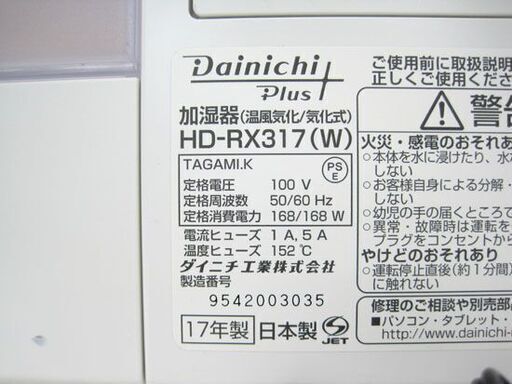 Dainichi
Plus
加湿器(温風気化/気化式)
HD-RX317(W)
TAGAMI.K
PS
E
定格電圧 100 V
定格周波数 50/60 Hz
定格消費電力 168/168 W
電流ヒューズ 1 A, 5 A
温度ヒューズ 152℃
ダイニチ工業株式会社
製造番号
9542003035
17年製 日本製 JET
ご使用前に取扱説明
正しくご使用くださ
警告
火災・感電のおそれあ
本体を水に浸けたり、水
しない
お客様自身による分解・
しない
幼児の手の届くところで
異常・故障時は運転を
プラグをコンセントから
やけどのおそれあり
運転停止直後(約1分間)
に触れない
修理のご相談や別売部品
■パソコン・タブレット・
http://www.dainichi-